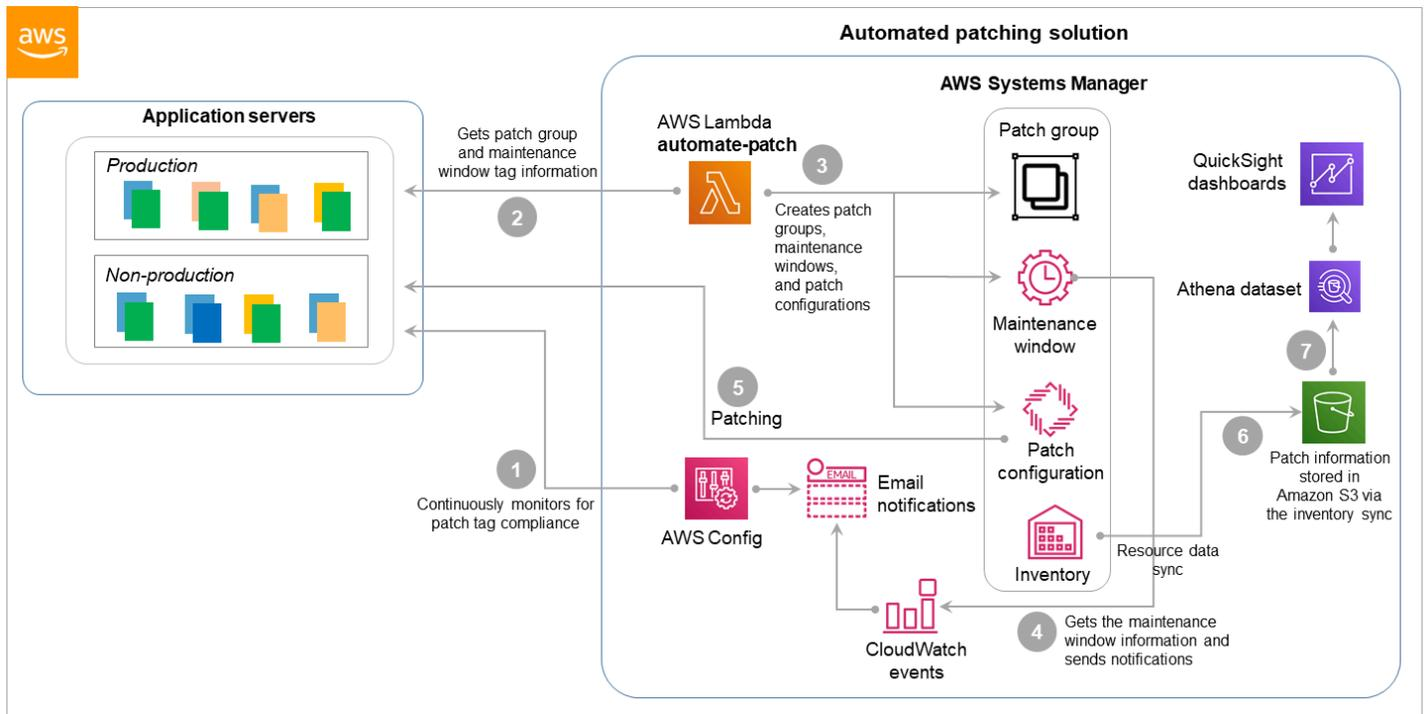 aws
Automated patching solution
Application servers
Production
Non-production
Gets patch group
and maintenance
window tag information
2
AWS Lambda
automate-patch
3
Creates patch
groups,
maintenance
windows,
and patch
configurations
AWS Systems Manager
Patch group
Maintenance
window
Patch
configuration
Inventory
QuickSight
dashboards
Athena dataset
7
6
Patch information
stored in
Amazon S3 via
the inventory sync
5
Patching
1
Continuously monitors for
patch tag compliance
AWS Config
EMAIL
Email
notifications
Resource data
sync
CloudWatch
events
4
Gets the maintenance
window information and
sends notifications